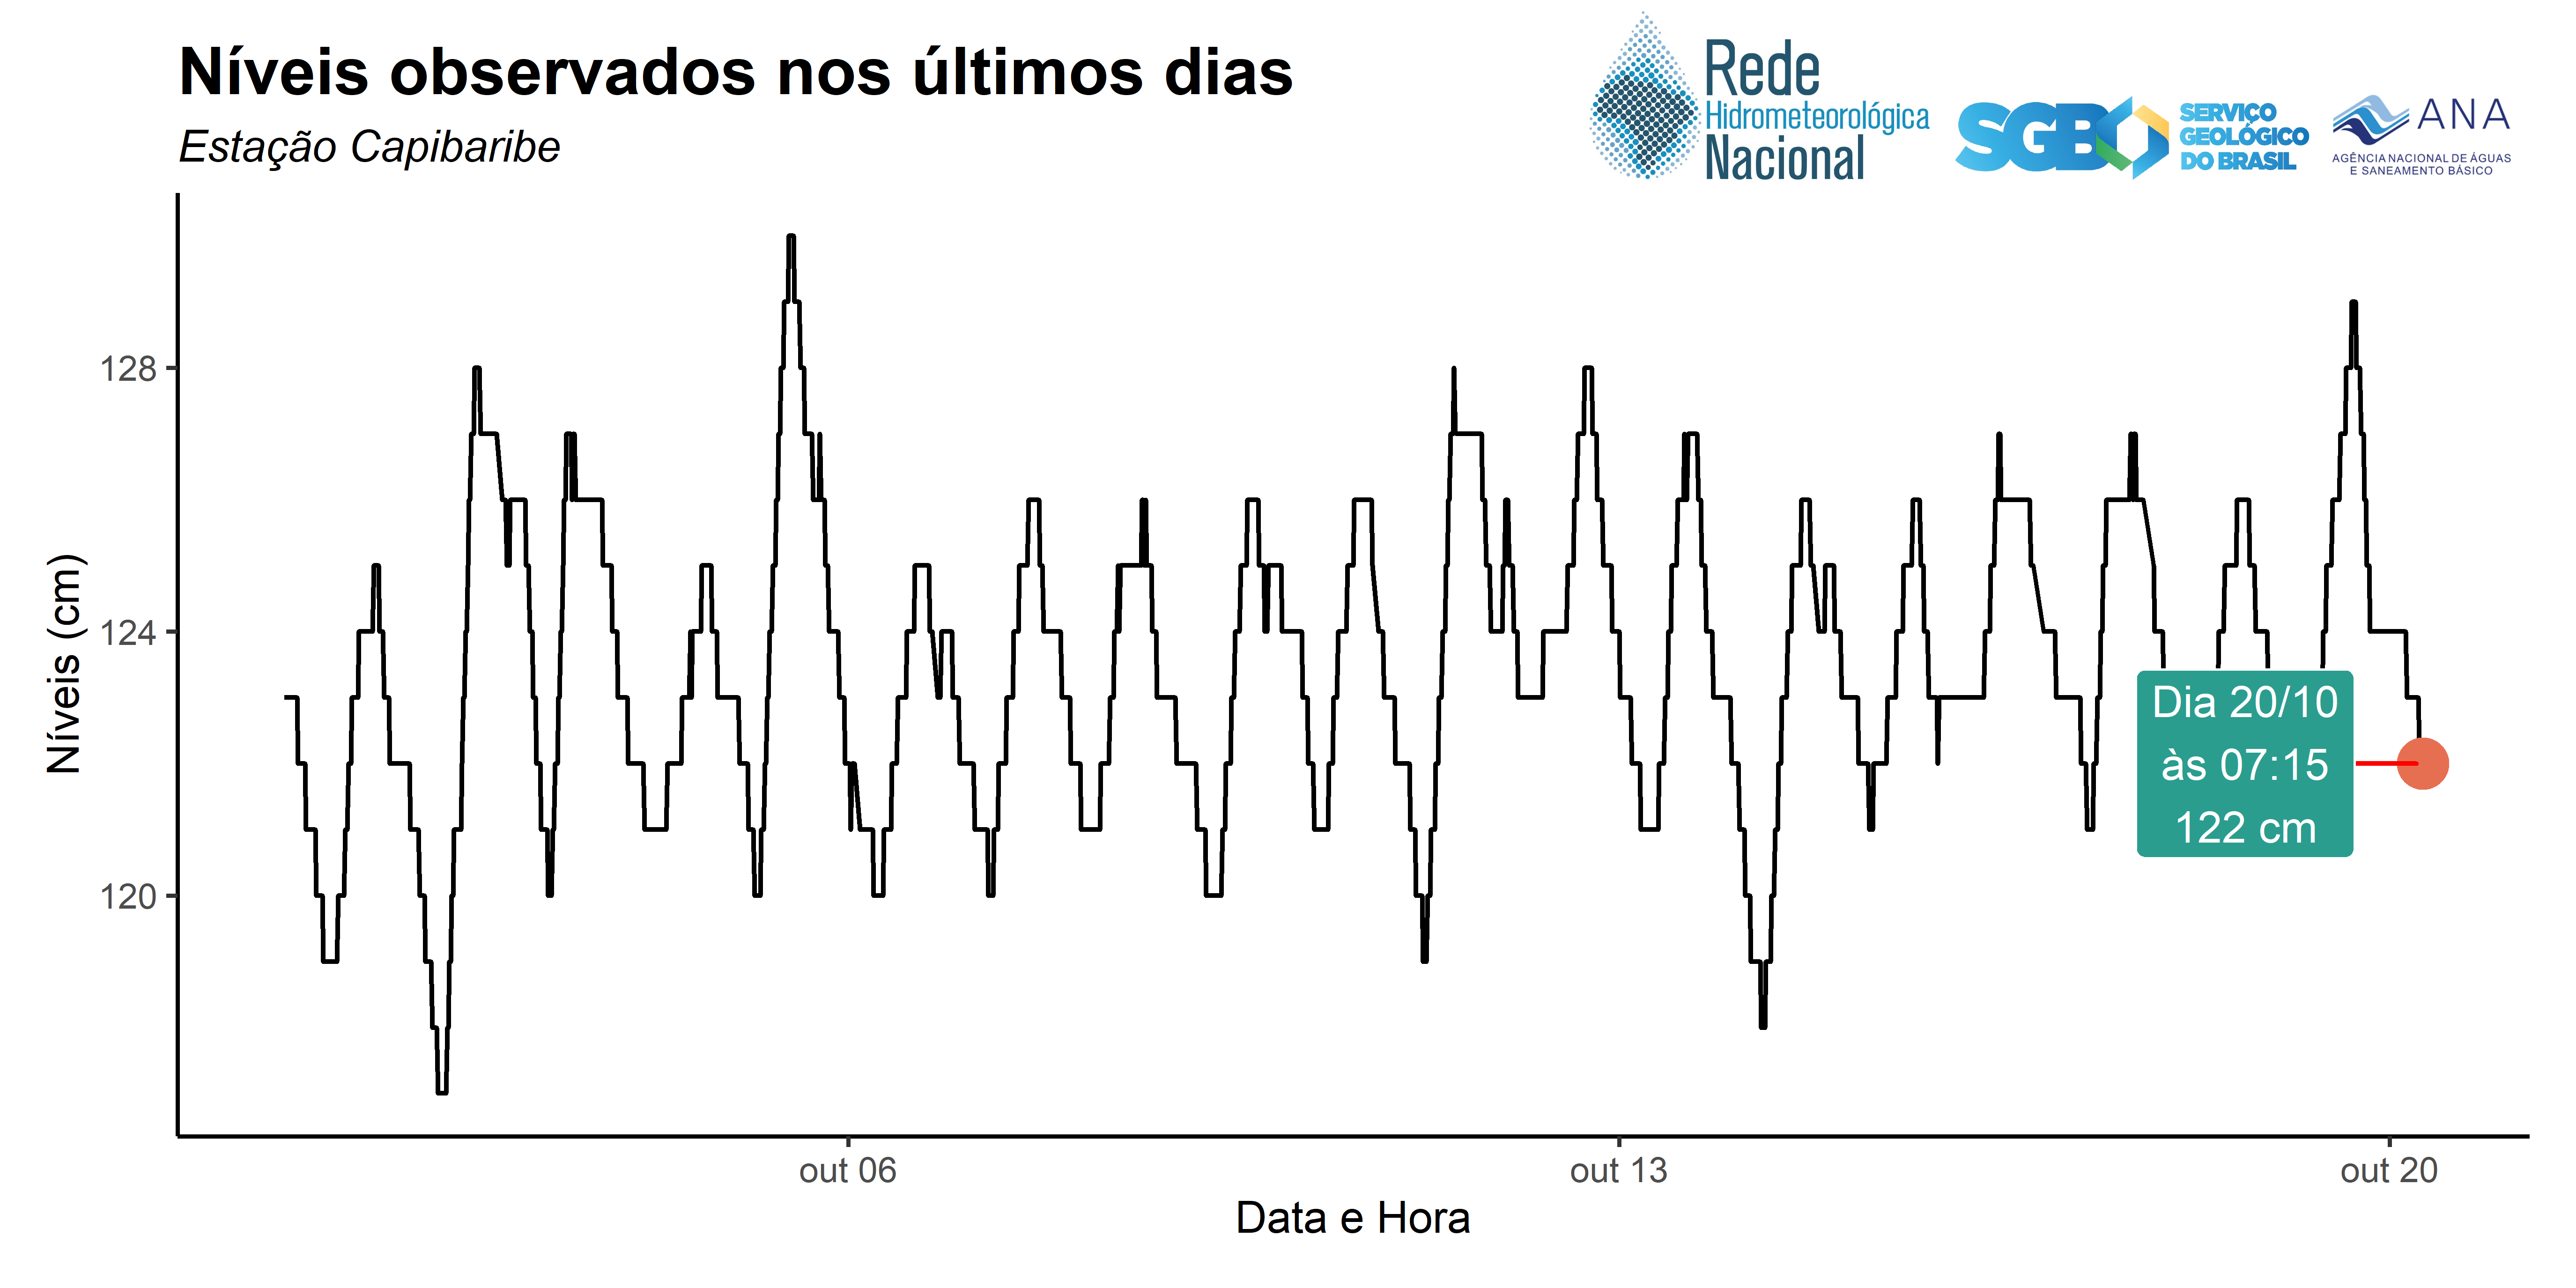 Níveis observados nos últimos dias
Estação Capibaribe
Rede
Hidrometeorológica
Nacional
SGB
SERVIÇO
GEOLÓGICO
DO BRASIL
ANA
AGÊNCIA NACIONAL DE ÁGUAS
E SANEAMENTO BÁSICO
Níveis (cm)
128
124
120
Dia 20/10
às 07:15
122 cm
out 06
out 13
out 20
Data e Hora